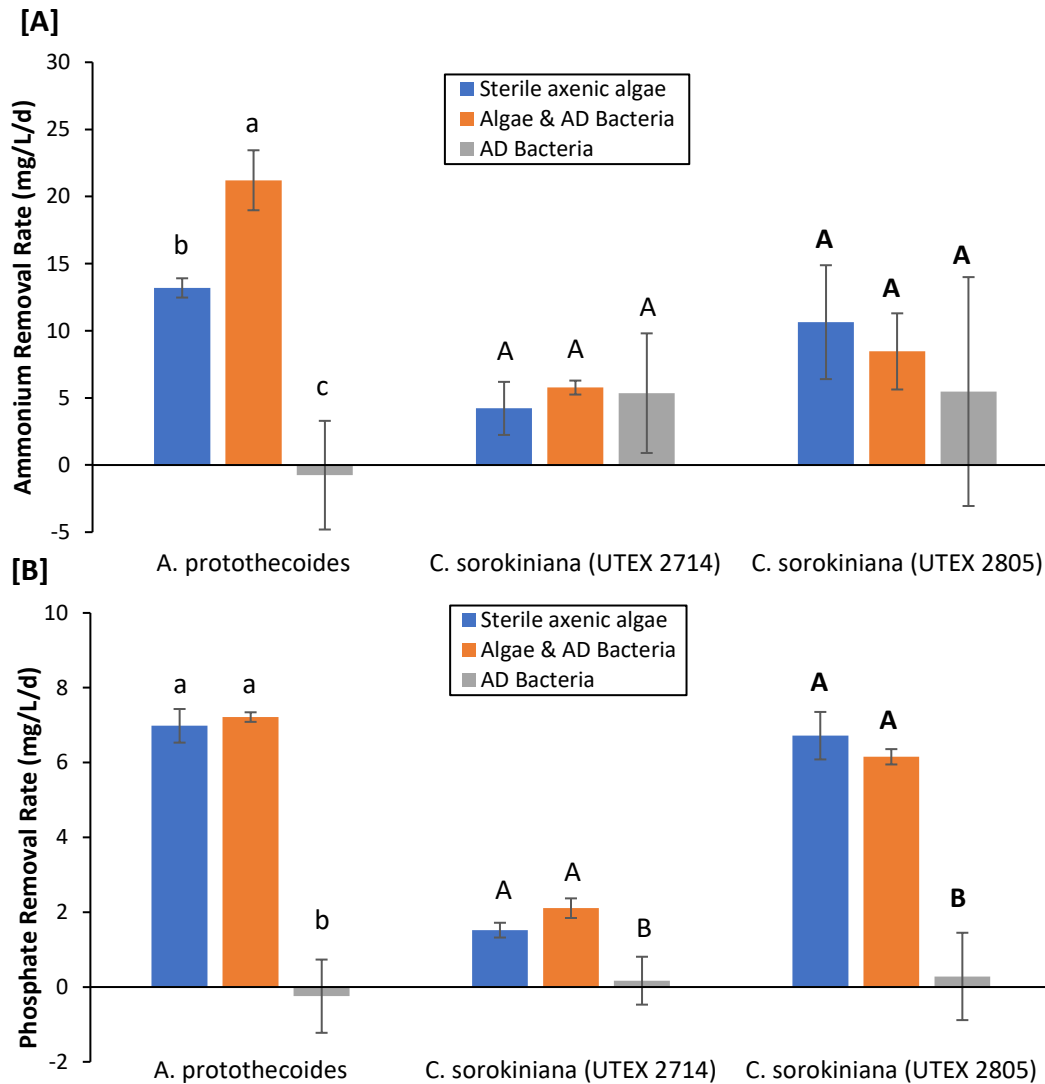 [A]
Ammonium Removal Rate (mg/L/d)
30
25
20
15
10
5
0
-5
Sterile axenic algae
Algae & AD Bacteria
AD Bacteria
b
a
c
A
A
A
A
A
A
A. protothecoides
C. sorokiniana (UTEX 2714)
C. sorokiniana (UTEX 2805)
[B]
Phosphate Removal Rate (mg/L/d)
10
8
6
4
2
0
-2
Sterile axenic algae
Algae & AD Bacteria
AD Bacteria
a
a
b
A
A
B
A
A
B
A. protothecoides
C. sorokiniana (UTEX 2714)
C. sorokiniana (UTEX 2805)